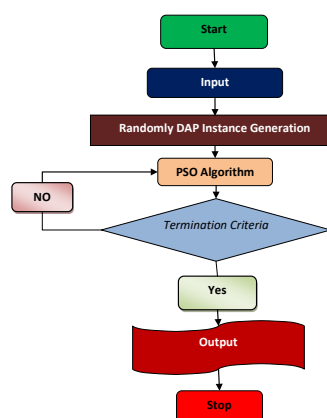 Start
Input
Randomly DAP Instance Generation
PSO Algorithm
NO
Termination Criteria
Yes
Output
Stop